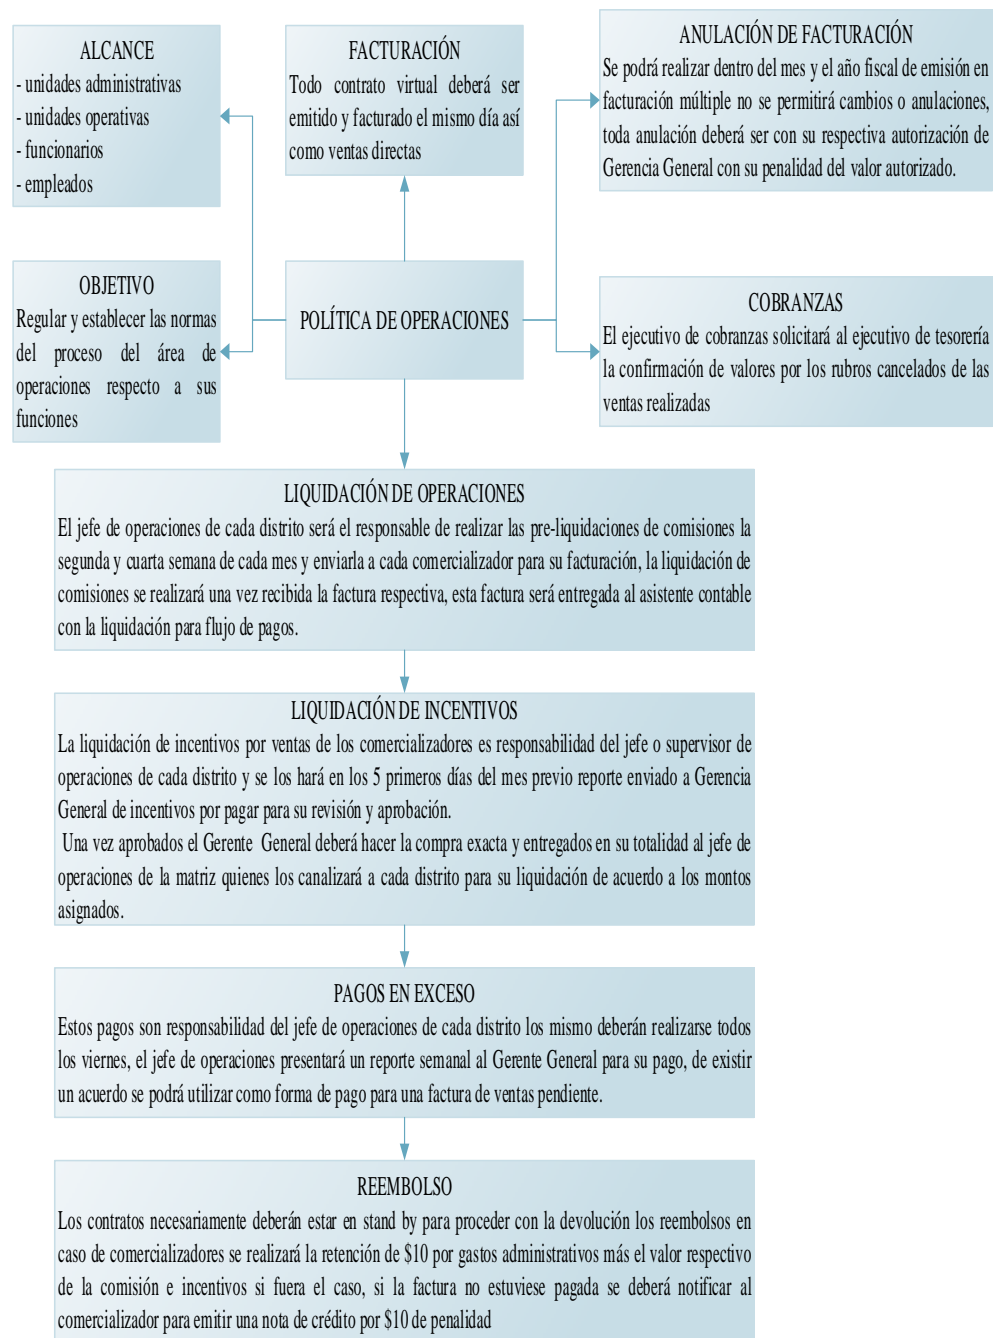 ALCANCE
- unidades administrativas
- unidades operativas
- funcionarios
- empleados
FACTURACIÓN
Todo contrato virtual deberá ser
emitido y facturado el mismo día así
como ventas directas
ANULACIÓN DE FACTURACIÓN
Se podrá realizar dentro del mes y el año fiscal de emisión en
facturación múltiple no se permitirá cambios o anulaciones,
toda anulación deberá ser con su respectiva autorización de
Gerencia General con su penalidad del valor autorizado.
OBJETIVO
Regular y establecer las normas
del proceso del área de
operaciones respecto a sus
funciones
POLÍTICA DE OPERACIONES
COBRANZAS
El ejecutivo de cobranzas solicitará al ejecutivo de tesorería
la confirmación de valores por los rubros cancelados de las
ventas realizadas
LIQUIDACIÓN DE OPERACIONES
El jefe de operaciones de cada distrito será el responsable de realizar las pre-liquidaciones de comisiones la
segunda y cuarta semana de cada mes y enviarla a cada comercializador para su facturación, la liquidación de
comisiones se realizará una vez recibida la factura respectiva, esta factura será entregada al asistente contable
con la liquidación para flujo de pagos.
LIQUIDACIÓN DE INCENTIVOS
La liquidación de incentivos por ventas de los comercializadores es responsabilidad del jefe o supervisor de
operaciones de cada distrito y se los hará en los 5 primeros días del mes previo reporte enviado a Gerencia
General de incentivos por pagar para su revisión y aprobación.
Una vez aprobados el Gerente General deberá hacer la compra exacta y entregados en su totalidad al jefe de
operaciones de la matriz quienes los canalizará a cada distrito para su liquidación de acuerdo a los montos
asignados.
PAGOS EN EXCESO
Estos pagos son responsabilidad del jefe de operaciones de cada distrito los mismo deberán realizarse todos
los viernes, el jefe de operaciones presentará un reporte semanal al Gerente General para su pago, de existir
un acuerdo se podrá utilizar como forma de pago para una factura de ventas pendiente.
REEMBOLSO
Los contratos necesariamente deberán estar en stand by para proceder con la devolución los reembolsos en
caso de comercializadores se realizará la retención de $10 por gastos administrativos más el valor respectivo
de la comisión e incentivos si fuera el caso, si la factura no estuviese pagada se deberá notificar al
comercializador para emitir una nota de crédito por $10 de penalidad